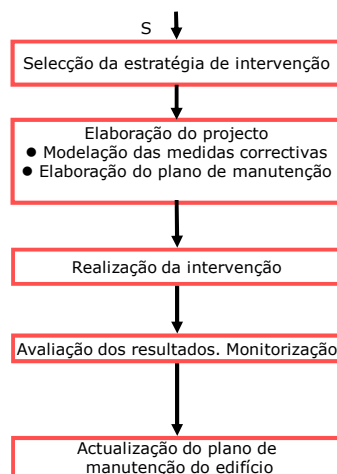 S
Selecção da estratégia de intervenção
Elaboração do projecto
● Modelação das medidas correctivas
● Elaboração do plano de manutenção
Realização da intervenção
Avaliação dos resultados. Monitorização
Actualização do plano de
manutenção do edifício